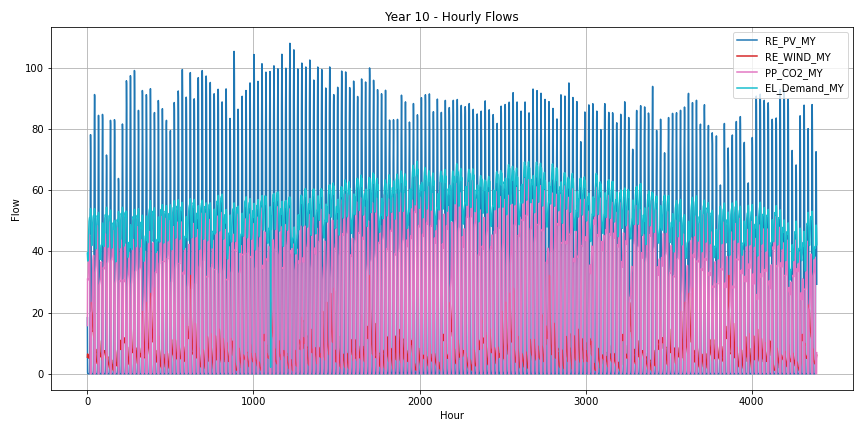 Year 10 - Hourly Flows
RE_PV_MY
RE_WIND_MY
PP_CO2_MY
EL_Demand_MY
Flow
100
80
60
40
20
0
0
1000
2000
3000
4000
Hour